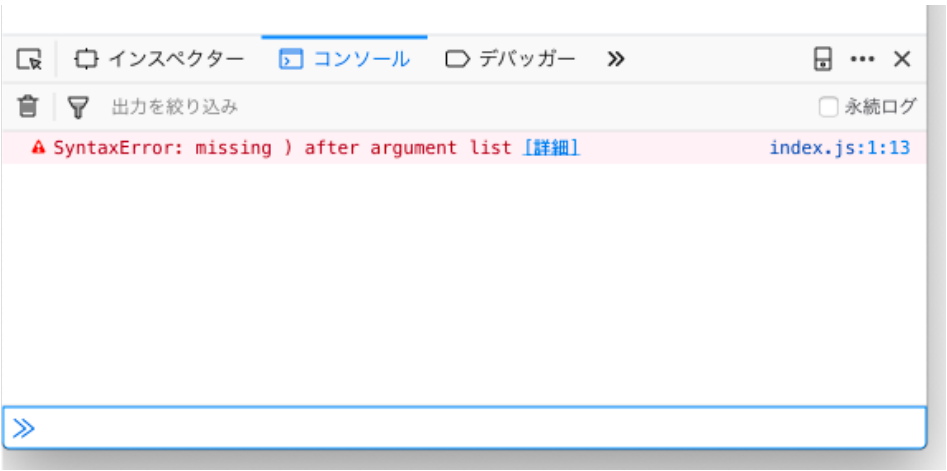 インスペクター コンソール デバッガー
出力を絞り込み 永続ログ
SyntaxError: missing ) after argument list [詳細] index.js:1:13